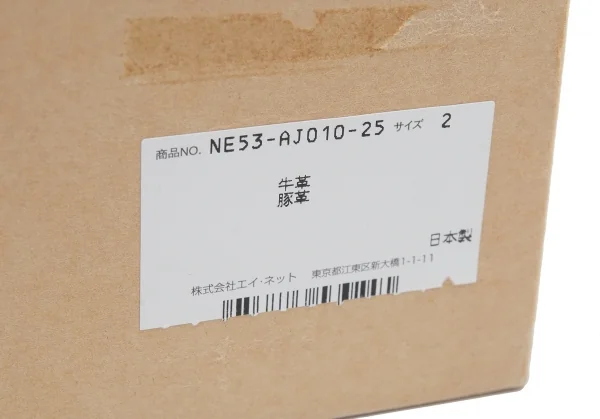 商品NO. NE53-AJ010-25 サイズ 2
牛革
豚革
日本製
株式会社エイ・ネット 東京都江東区新大橋1-1-11